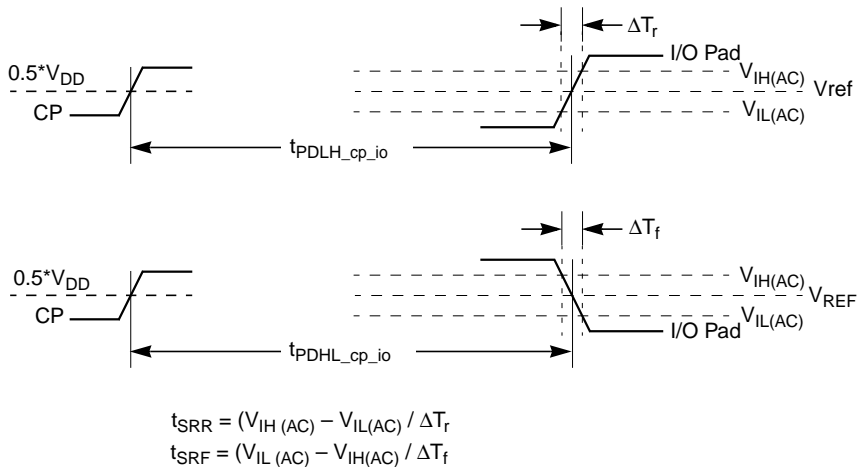 ΔTr
I/O Pad
0.5*VDD
VIH(AC)
Vref
CP
VIL(AC)
tPDLH_cp_io
ΔTf
0.5*VDD
VIH(AC)
VREF
CP
VIL(AC)
I/O Pad
tPDHL_cp_io
tSRR = (VIH (AC) – VIL(AC) / ΔTr
tSRF = (VIL (AC) – VIH(AC) / ΔTf